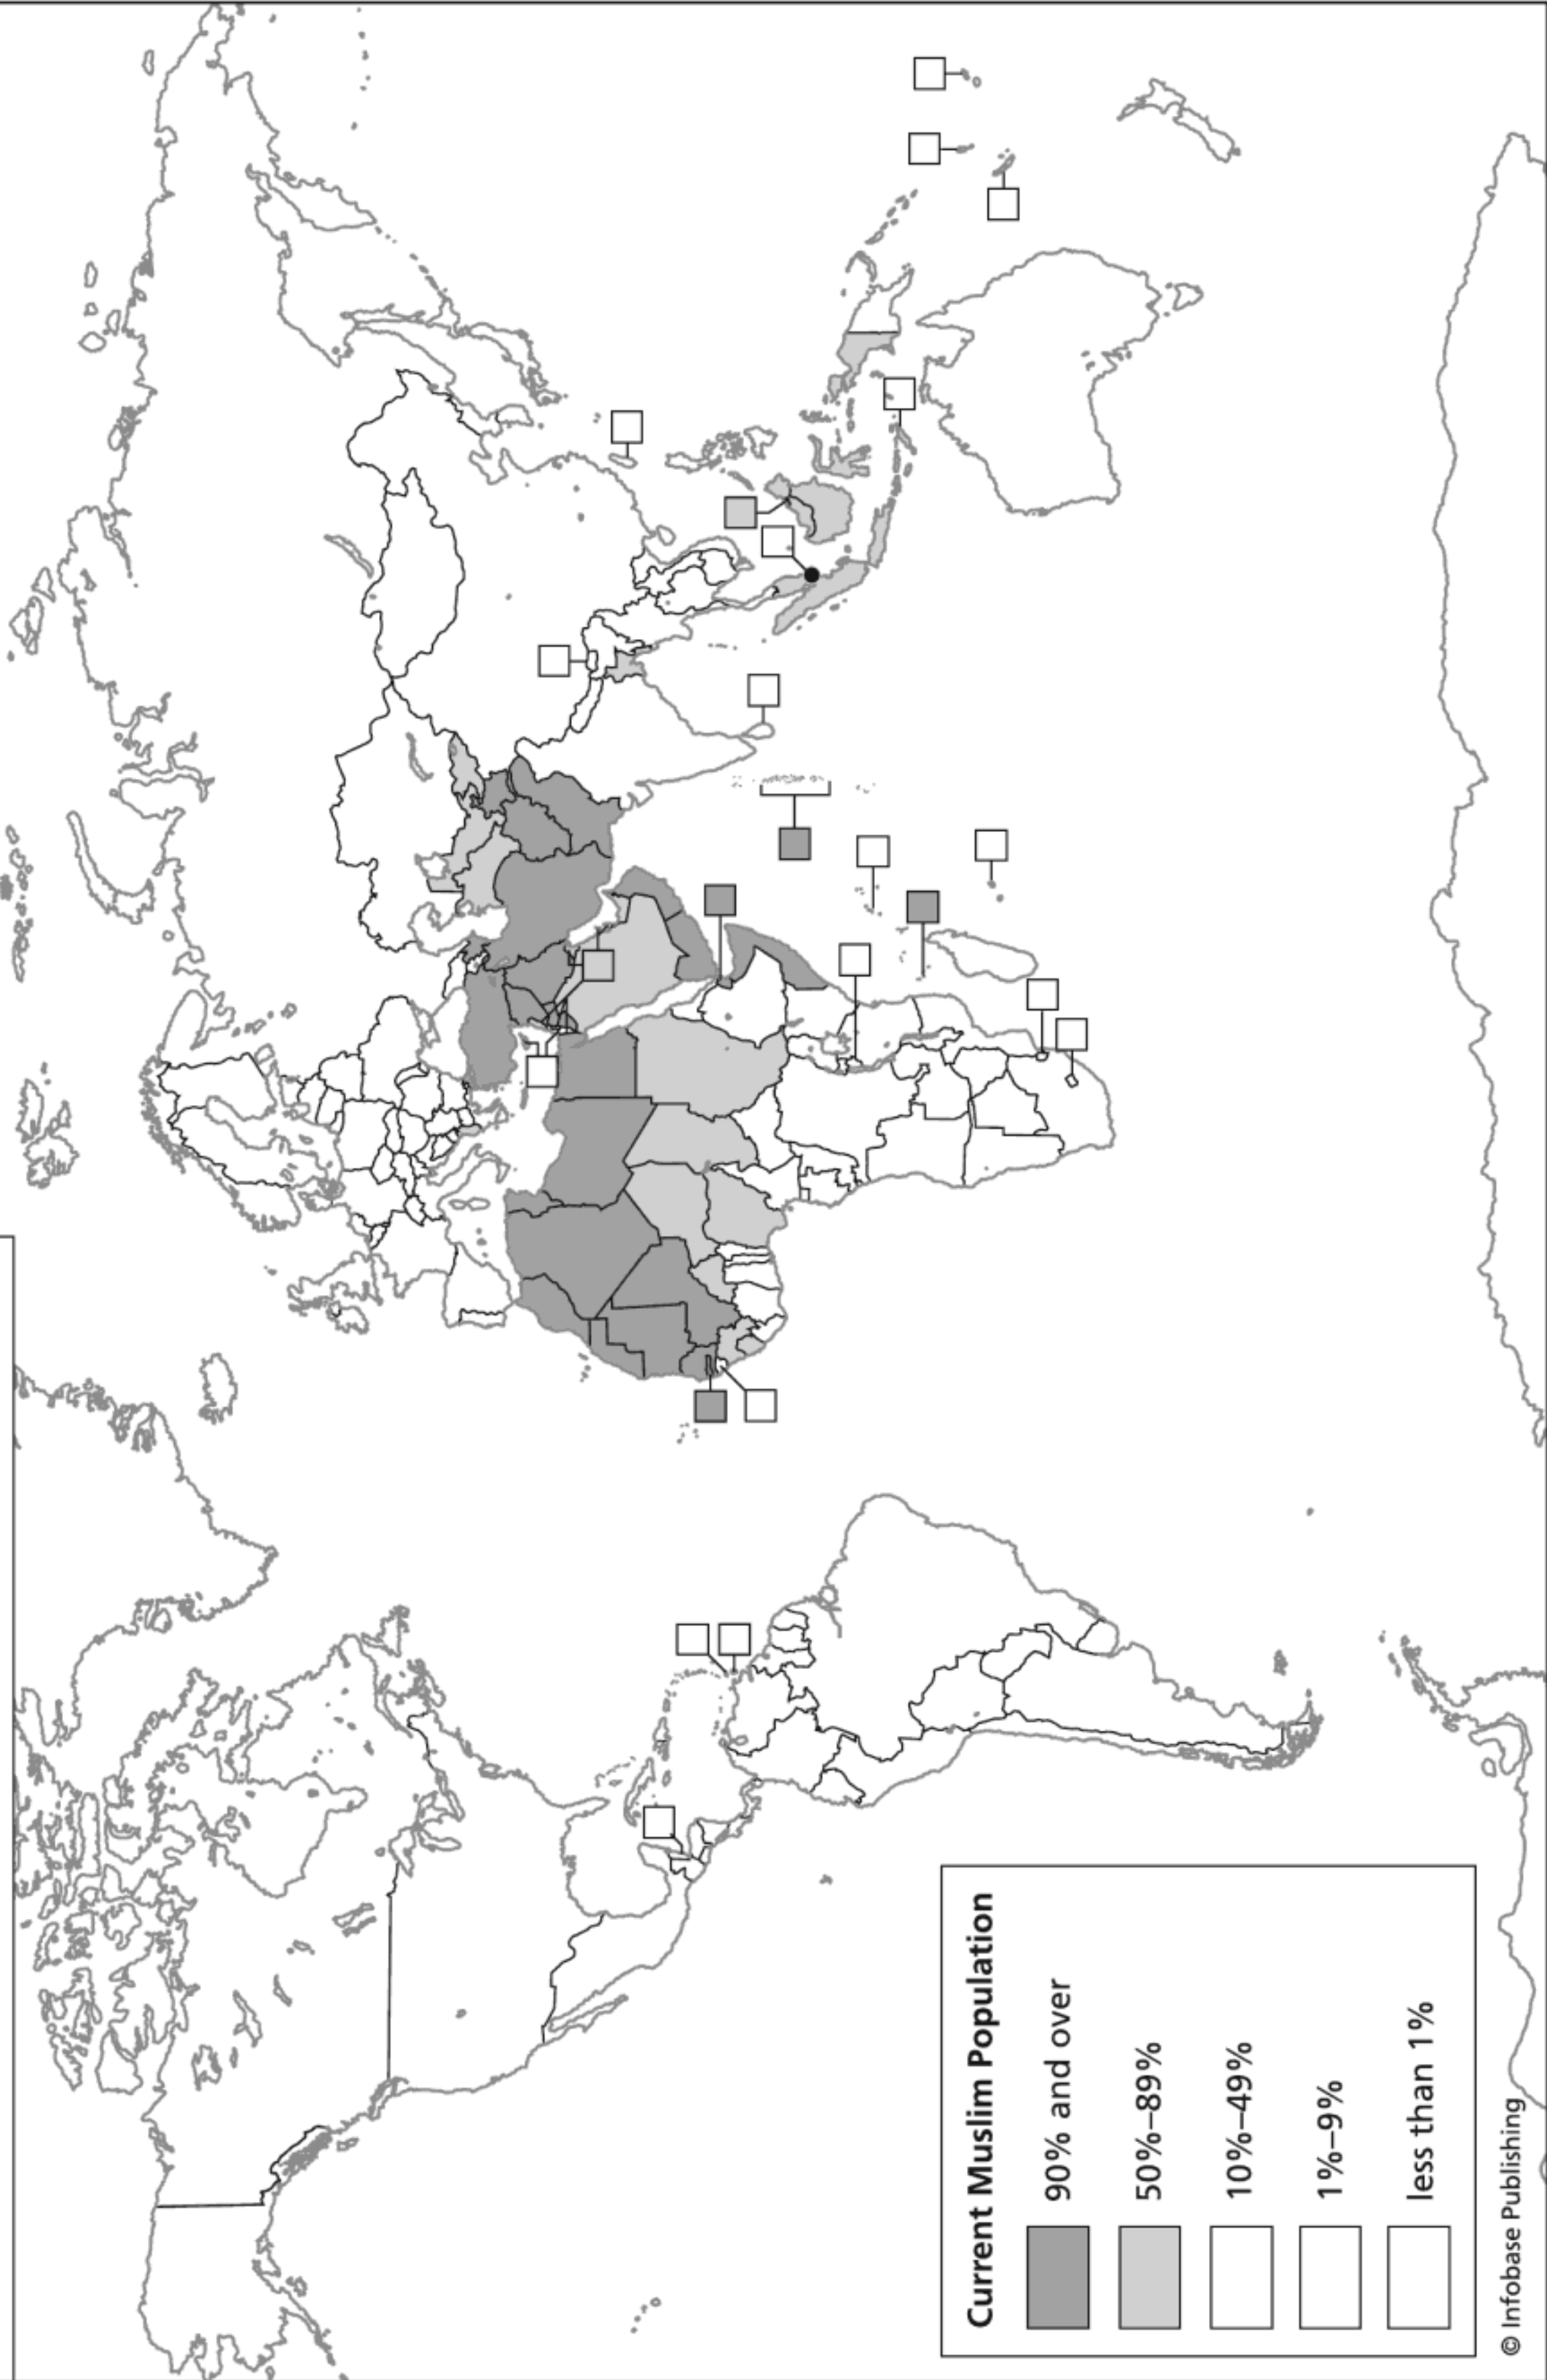 Current Muslim Population
90% and over
50%–89%
10%–49%
1%–9%
less than 1%
© Infobase Publishing